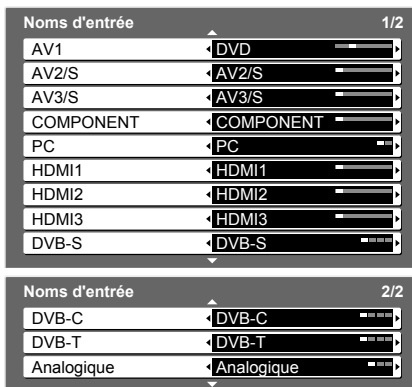 Noms d'entrée 1/2
AV1 DVD
AV2/S AV2/S
AV3/S AV3/S
COMPONENT COMPONENT
PC PC
HDMI1 HDMI1
HDMI2 HDMI2
HDMI3 HDMI3
DVB-S DVB-S
Noms d'entrée 2/2
DVB-C DVB-C
DVB-T DVB-T
Analogique Analogique